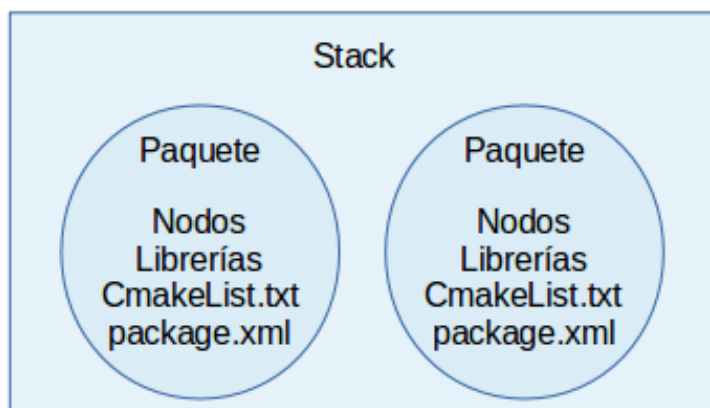 Stack
Paquete
Nodos
Librerías
CmakeList.txt
package.xml
Paquete
Nodos
Librerías
CmakeList.txt
package.xml